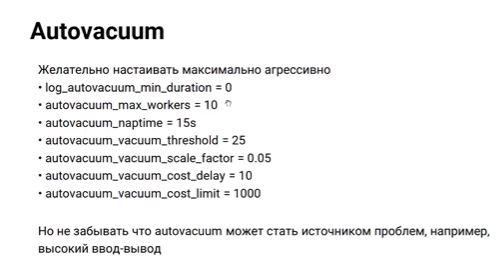 Autovacuum
Желательно настаивать максимально агрессивно
• log_autovacuum_min_duration = 0
• autovacuum_max_workers = 10
• autovacuum_naptime = 15s
• autovacuum_vacuum_threshold = 25
• autovacuum_vacuum_scale_factor = 0.05
• autovacuum_vacuum_cost_delay = 10
• autovacuum_vacuum_cost_limit = 1000
Но не забывать что autovacuum может стать источником проблем, например,
высокий ввод-вывод